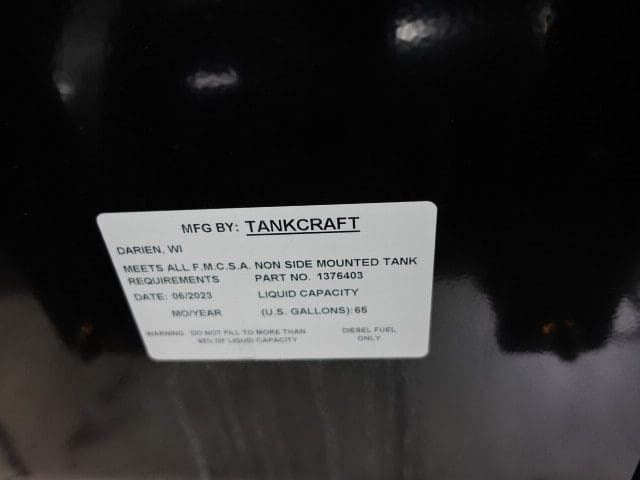 MFG BY: TANKCRAFT
DARIEN, WI
MEETS ALL F.M.C.S.A. NON SIDE MOUNTED TANK
REQUIREMENTS PART NO. 1376403
DATE: 06/2023 LIQUID CAPACITY
MO/YEAR (U.S. GALLONS): 65
WARNING DO NOT FILL TO MORE THAN DIESEL FUEL
OF LIQUID CAPACITY ONLY